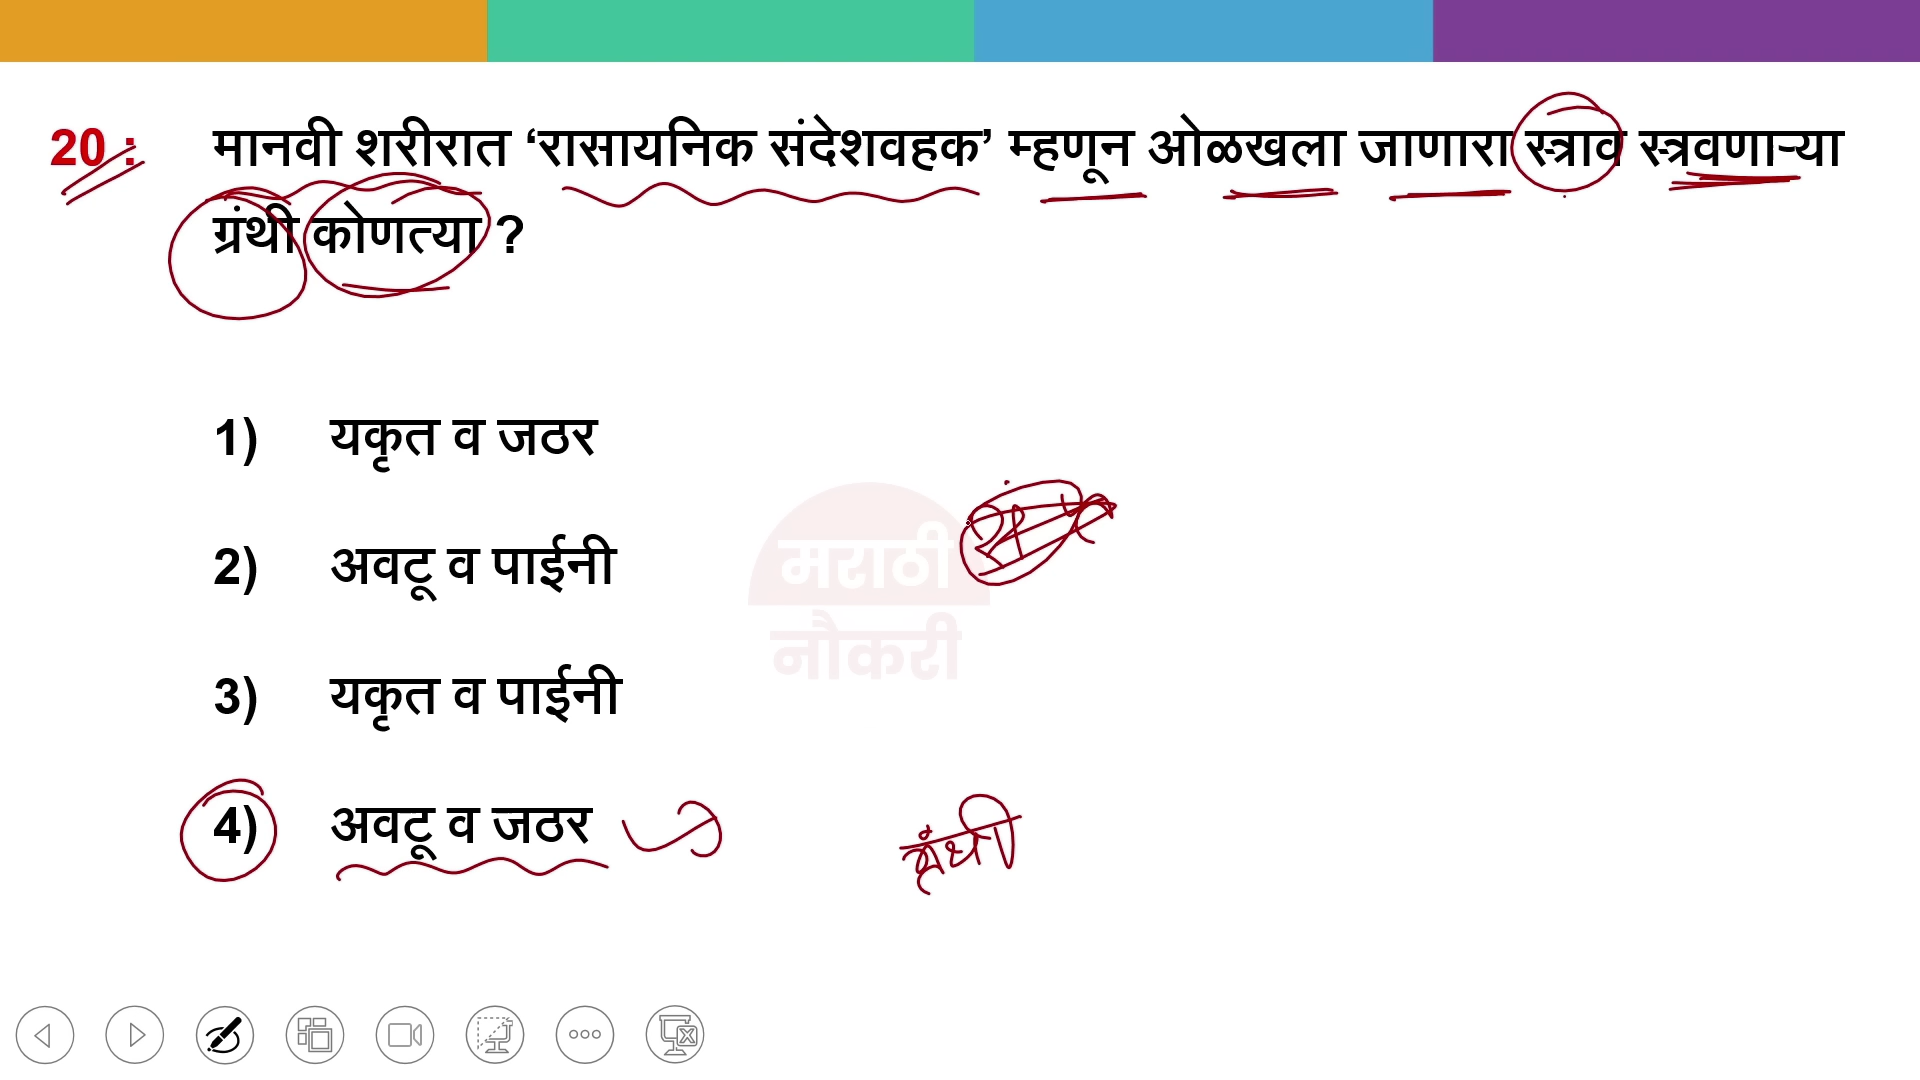 20 : मानवी शरीरात ‘रासायनिक संदेशवहक’ म्हणून ओळखला जाणारा स्त्राव स्त्रवणाऱ्या
ग्रंथी कोणत्या ?
1) यकृत व जठर
2) अवटू व पाईनी
मराठी
नौकरी
3) यकृत व पाईनी
4) अवटू व जठर
ग्रंथी